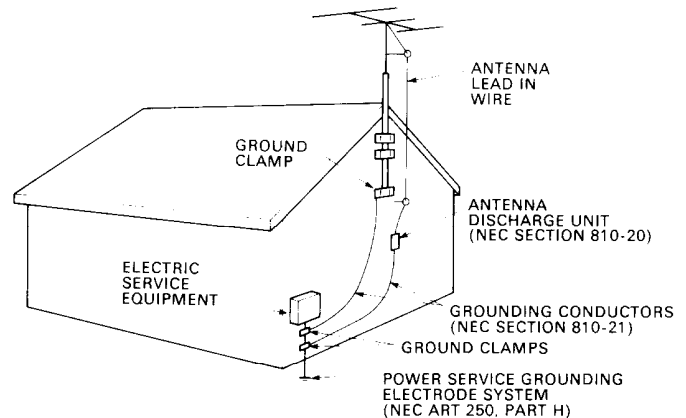 ANTENNA
LEAD IN
WIRE
GROUND
CLAMP
ANTENNA
DISCHARGE UNIT
(NEC SECTION 810-20)
ELECTRIC
SERVICE
EQUIPMENT
GROUNDING CONDUCTORS
(NEC SECTION 810-21)
GROUND CLAMPS
POWER SERVICE GROUNDING
ELECTRODE SYSTEM
(NEC ART 250, PART H)